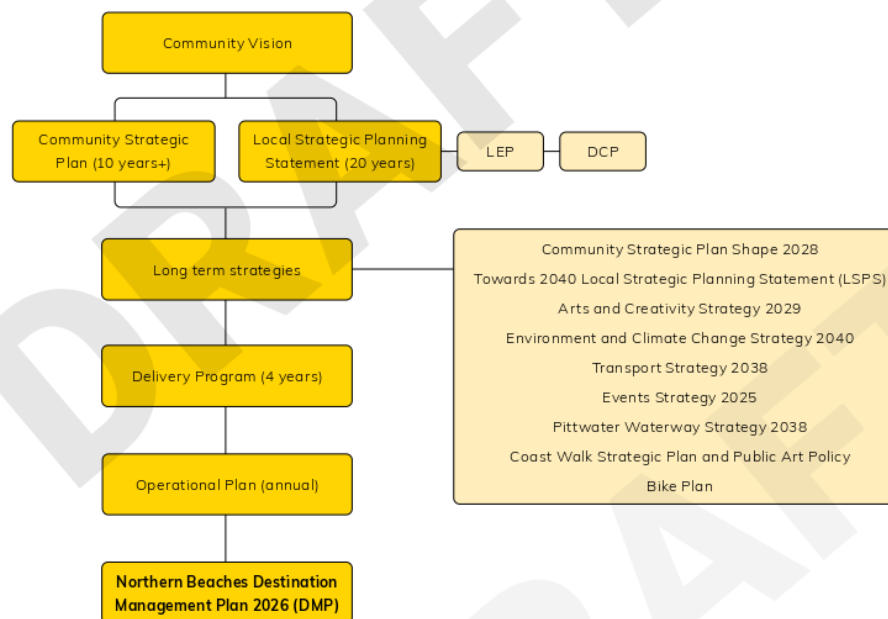 Community Vision
Community Strategic
Plan (10 years+)
Local Strategic Planning
Statement (20 years)
LEP
DCP
Long term strategies
Community Strategic Plan Shape 2028
Towards 2040 Local Strategic Planning Statement (LSPS)
Arts and Creativity Strategy 2029
Environment and Climate Change Strategy 2040
Transport Strategy 2038
Events Strategy 2025
Pittwater Waterway Strategy 2038
Coast Walk Strategic Plan and Public Art Policy
Bike Plan
Delivery Program (4 years)
Operational Plan (annual)
Northern Beaches Destination
Management Plan 2026 (DMP)
DRAFT
DRAFT